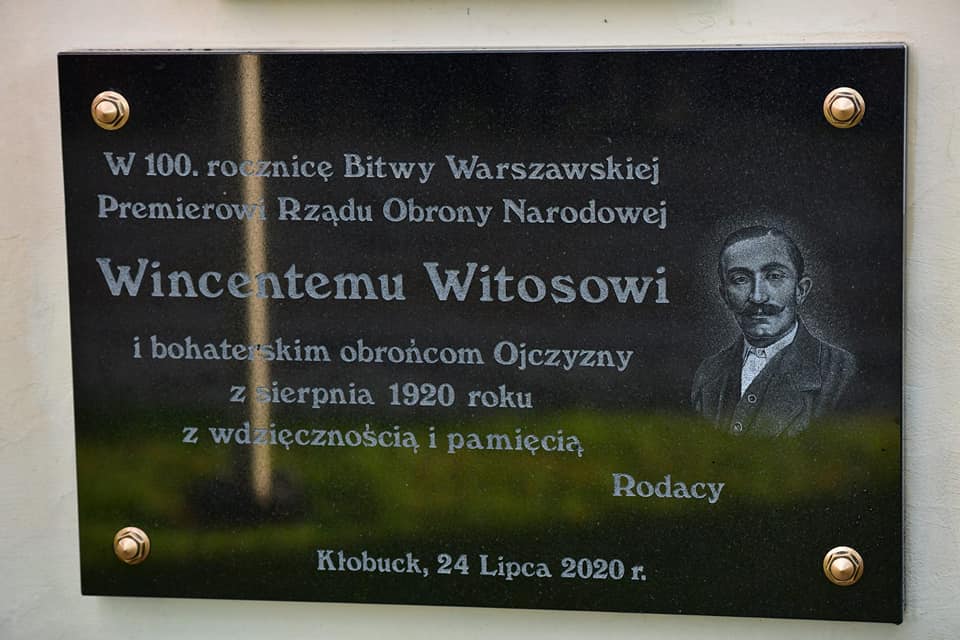 W 100. rocznicę Bitwy Warszawskiej
Premierowi Rządu Obrony Narodowej
Wincentemu Witosowi
i bohaterskim obrońcom Ojczyzny
z sierpnia 1920 roku
z wdzięcznością i pamięcią
Rodacy
Kłobuck, 24 Lipca 2020 r.